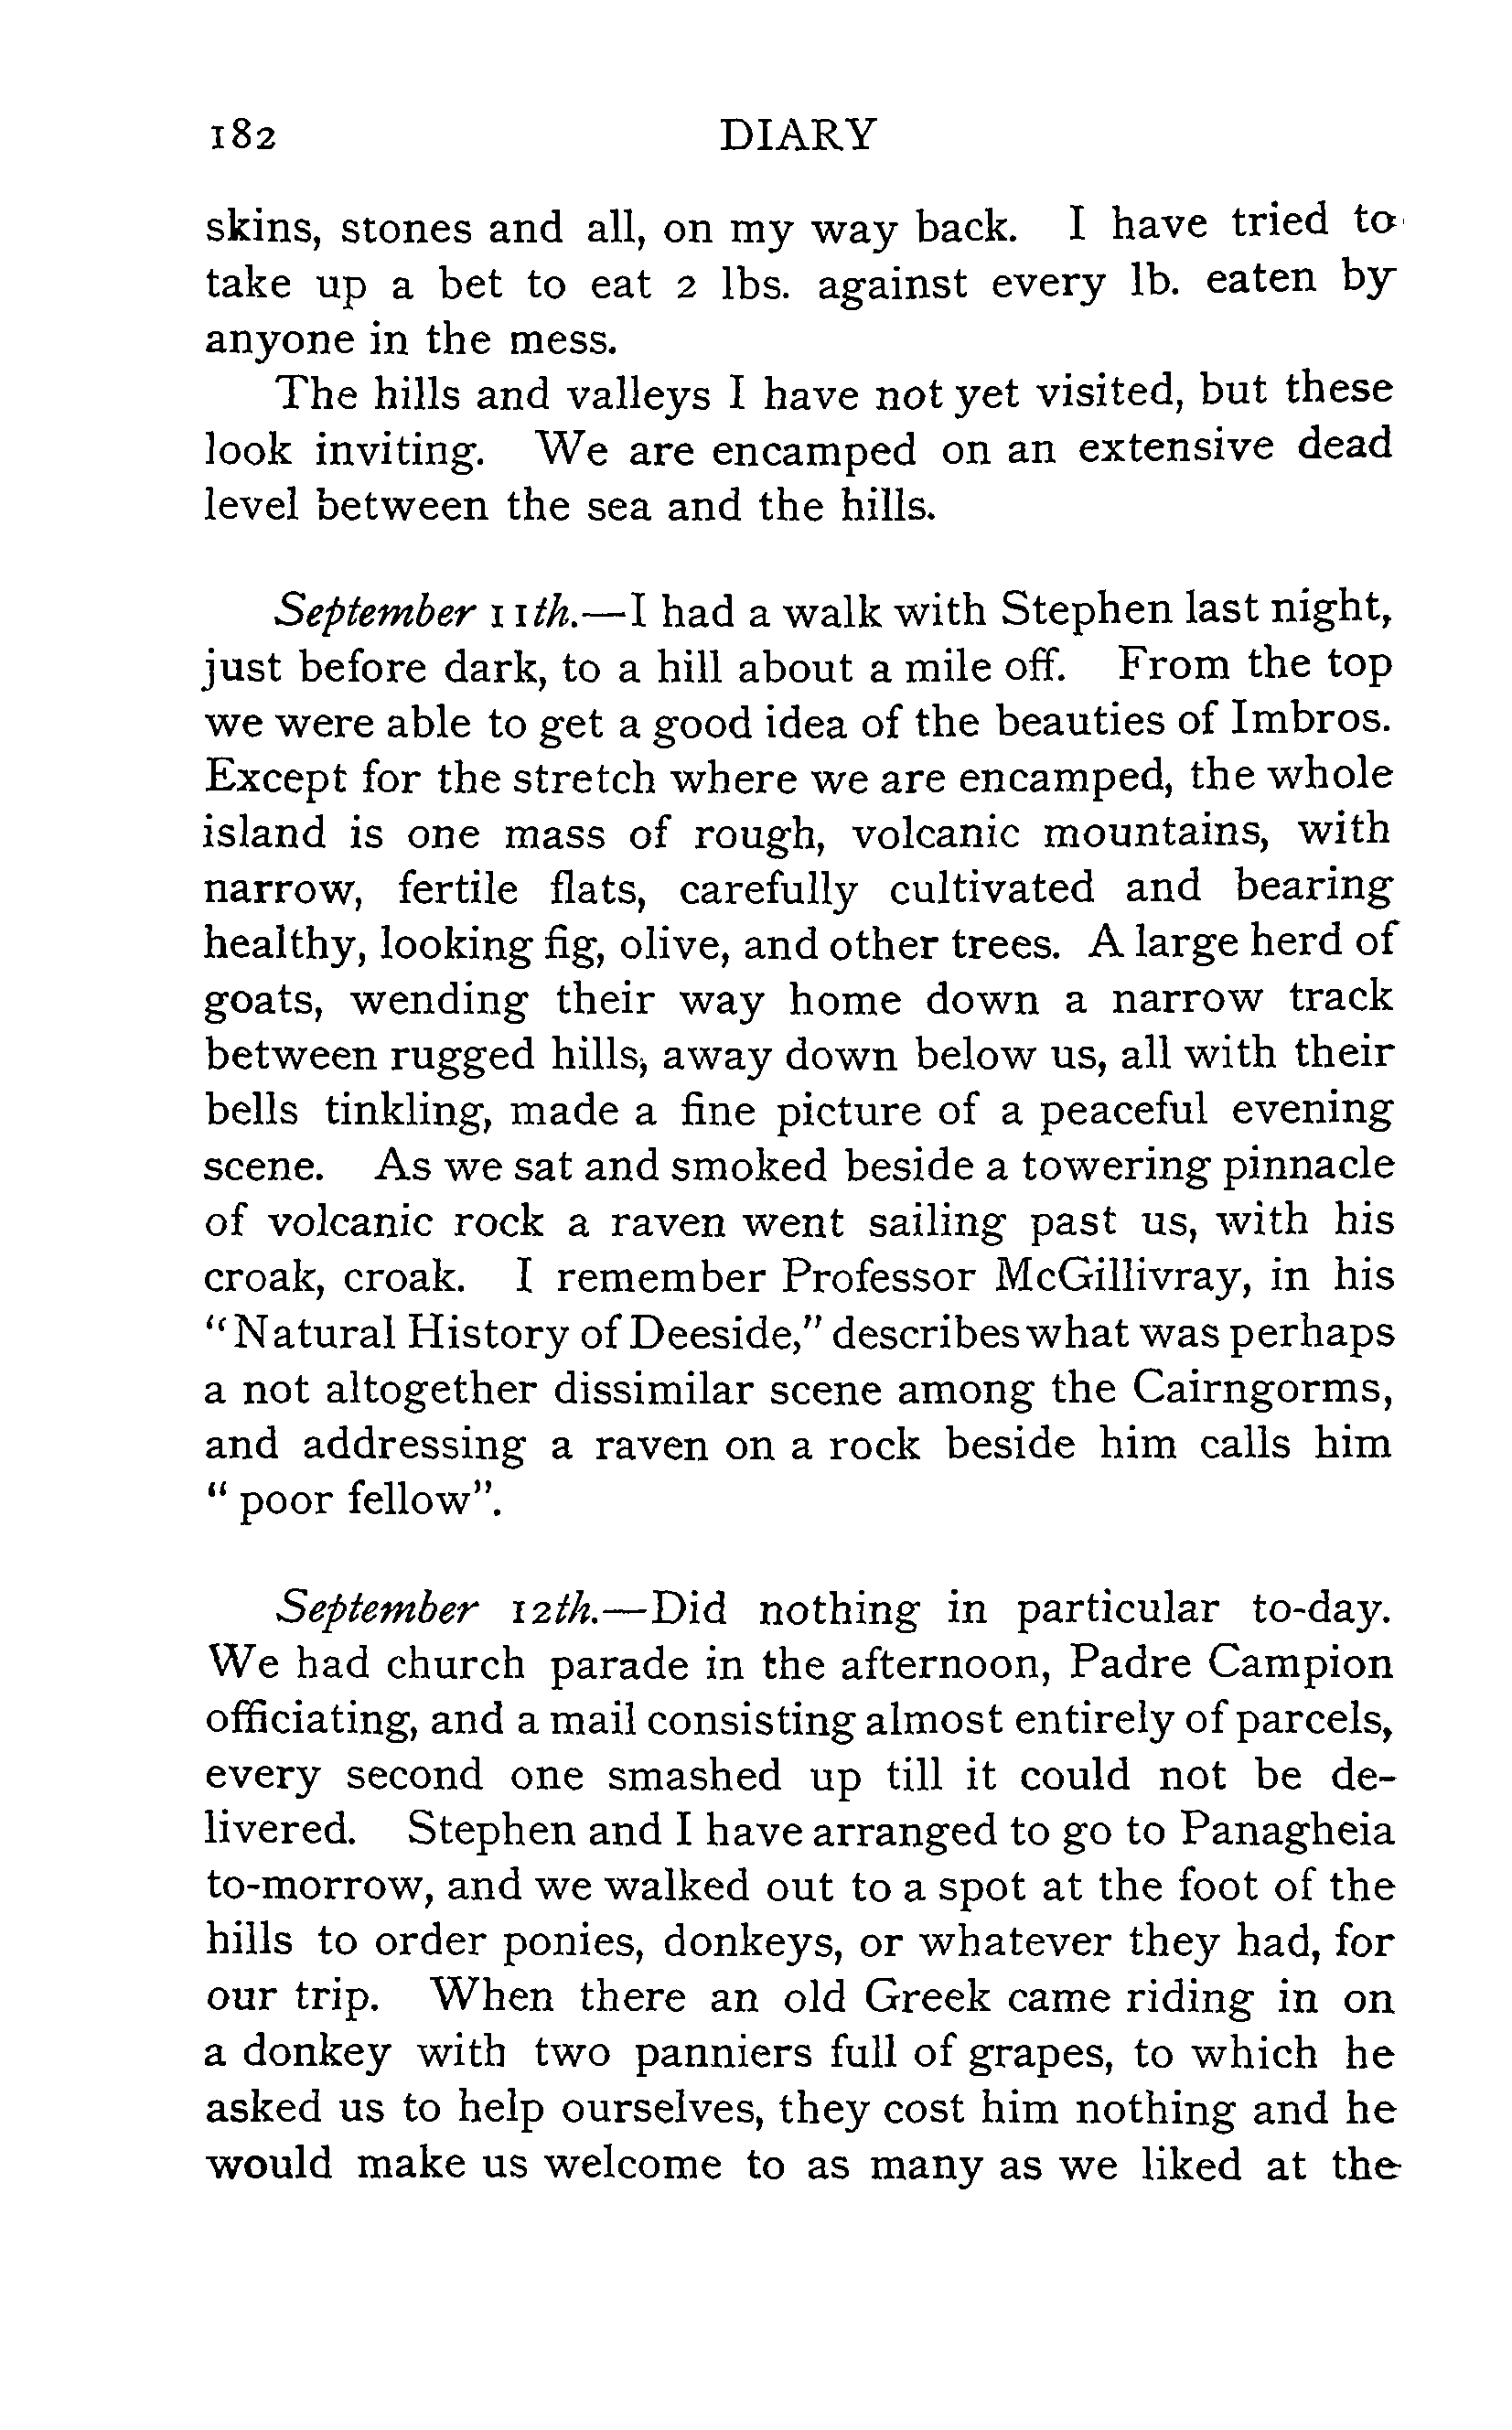 182 DIARY
skins, stones and all, on my way back. I have tried to
take up a bet to eat 2 lbs. against every lb. eaten by
anyone in the mess.
The hills and valleys I have not yet visited, but these
look inviting. We are encamped on an extensive dead
level between the sea and the hills.
September 11th.—I had a walk with Stephen last night,
just before dark, to a hill about a mile off. From the top
we were able to get a good idea of the beauties of Imbros.
Except for the stretch where we are encamped, the whole
island is one mass of rough, volcanic mountains, with
narrow, fertile flats, carefully cultivated and bearing
healthy, looking fig, olive, and other trees. A large herd of
goats, wending their way home down a narrow track
between rugged hills, away down below us, all with their
bells tinkling, made a fine picture of a peaceful evening
scene. As we sat and smoked beside a towering pinnacle
of volcanic rock a raven went sailing past us, with his
croak, croak. I remember Professor McGillivray, in his
"Natural History of Deeside," describes what was perhaps
a not altogether dissimilar scene among the Cairngorms,
and addressing a raven on a rock beside him calls him
"poor fellow".
September 12th.—Did nothing in particular to-day.
We had church parade in the afternoon, Padre Campion
officiating, and a mail consisting almost entirely of parcels,
every second one smashed up till it could not be de-
livered. Stephen and I have arranged to go to Panagheia
to-morrow, and we walked out to a spot at the foot of the
hills to order ponies, donkeys, or whatever they had, for
our trip. When there an old Greek came riding in on
a donkey with two panniers full of grapes, to which he
asked us to help ourselves, they cost him nothing and he
would make us welcome to as many as we liked at the